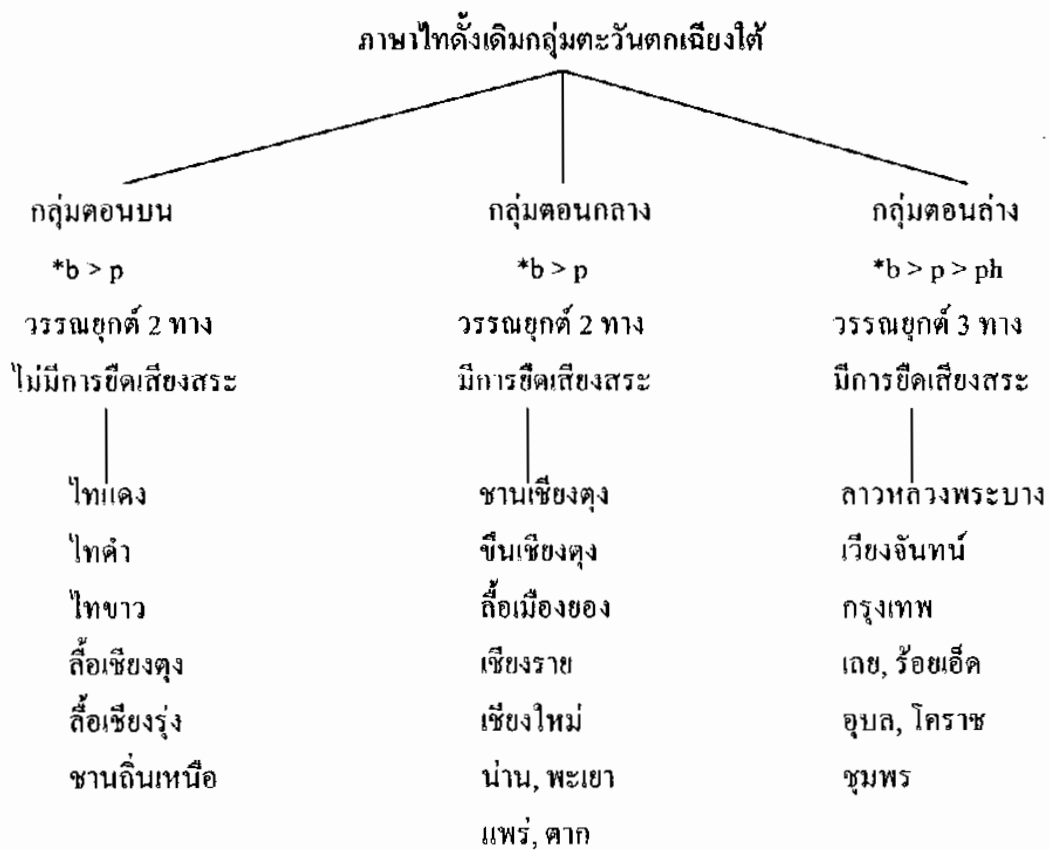 ภาษาไทดั้งเดิมกลุ่มตะวันตกเฉียงใต้
กลุ่มตอนบน
*b > p
วรรณยุกต์ 2 ทาง
ไม่มีการยืดเสียงสระ
ไทแดง
ไทดำ
ไทขาว
ลื้อเชียงตุง
ลื้อเชียงรุ่ง
ชานถิ่นเหนือ
กลุ่มตอนกลาง
*b > p
วรรณยุกต์ 2 ทาง
มีการยืดเสียงสระ
ชานเชียงตุง
ขึนเชียงตุง
ลื้อเมืองยอง
เชียงราย
เชียงใหม่
น่าน, พะเยา
แพร่, ตาก
กลุ่มตอนล่าง
*b > p > ph
วรรณยุกต์ 3 ทาง
มีการยืดเสียงสระ
ลาวหลวงพระบาง
เวียงจันทน์
กรุงเทพ
เลย, ร้อยเอ็ด
อุบล, โคราช
ชุมพร